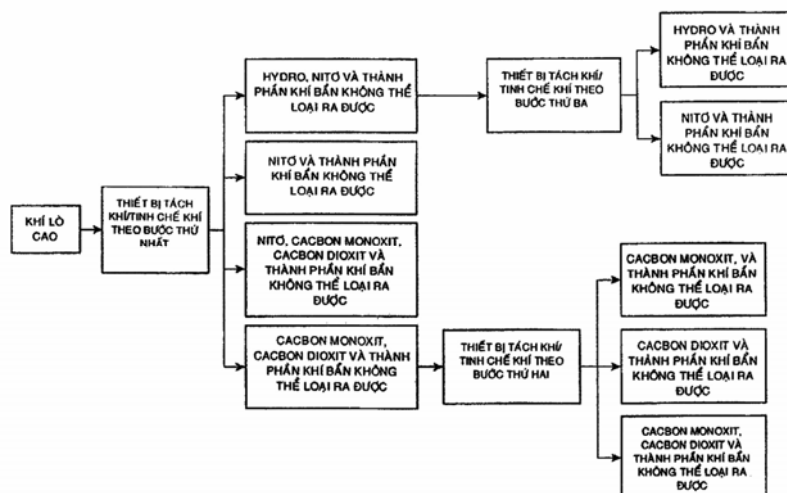 KHÍ LÒ
CAO
THIẾT BỊ TÁCH
KHÍ/TINH CHẾ KHÍ
THEO BƯỚC THỨ
NHẤT
HYDRO, NITƠ VÀ THÀNH
PHẦN KHÍ BẨN KHÔNG THỂ
LOẠI RA ĐƯỢC
NITƠ VÀ THÀNH PHẦN
KHÍ BẨN KHÔNG THỂ
LOẠI RA ĐƯỢC
NITƠ, CACBON MONOXIT,
CACBON DIOXIT VÀ
THÀNH PHẦN KHÍ BẨN
KHÔNG THỂ LOẠI RA
ĐƯỢC
CACBON MONOXIT,
CACBON DIOXIT VÀ THÀNH
PHẦN KHÍ BẨN KHÔNG THỂ
LOẠI RA ĐƯỢC
THIẾT BỊ TÁCH KHÍ/
TINH CHẾ KHÍ THEO
BƯỚC THỨ BA
HYDRO VÀ THÀNH
PHẦN KHÍ BẨN
KHÔNG THỂ LOẠI RA
ĐƯỢC
NITƠ VÀ THÀNH
PHẦN KHÍ BẨN
KHÔNG THỂ LOẠI RA
ĐƯỢC
THIẾT BỊ TÁCH KHÍ/
TINH CHẾ KHÍ THEO
BƯỚC THỨ HAI
CACBON MONOXIT, VÀ
THÀNH PHẦN KHÍ BẨN
KHÔNG THỂ LOẠI RA
ĐƯỢC
CACBON DIOXIT VÀ
THÀNH PHẦN KHÍ BẨN
KHÔNG THỂ LOẠI RA
ĐƯỢC
CACBON MONOXIT,
CACBON DIOXIT VÀ
THÀNH PHẦN KHÍ BẨN
KHÔNG THỂ LOẠI RA
ĐƯỢC